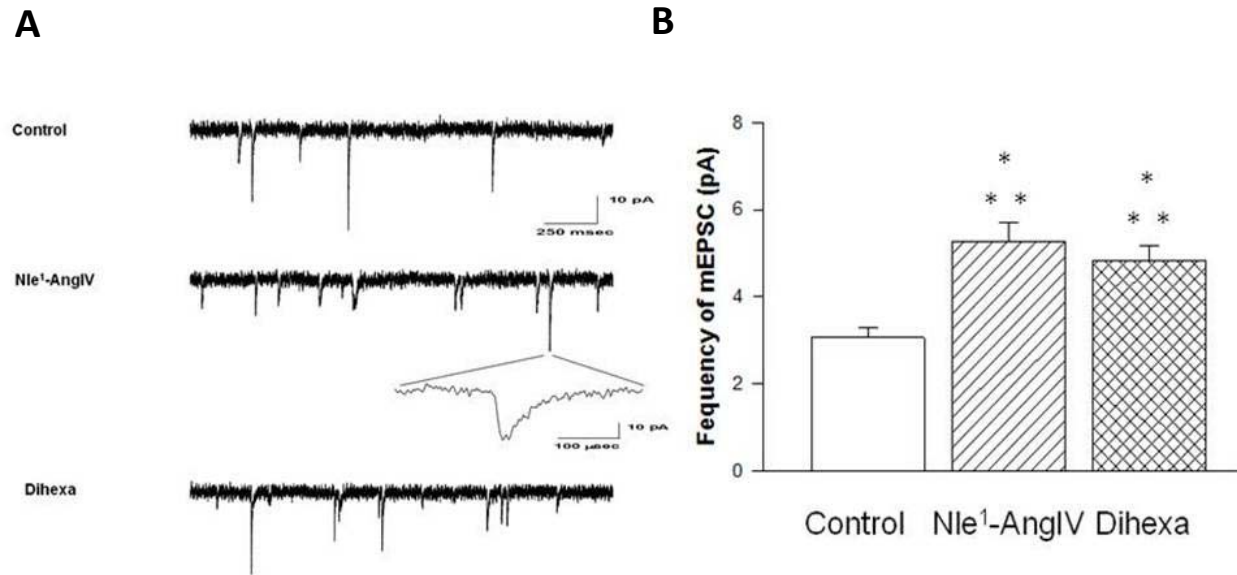 A
B
Control
10 pA
250 msec
Nle¹-AngIV
10 pA
100 µsec
Dihexa
Fequency of mEPSC (pA)
8
6
4
2
0
*
* *
*
* *
Control Nle¹-AngIV Dihexa